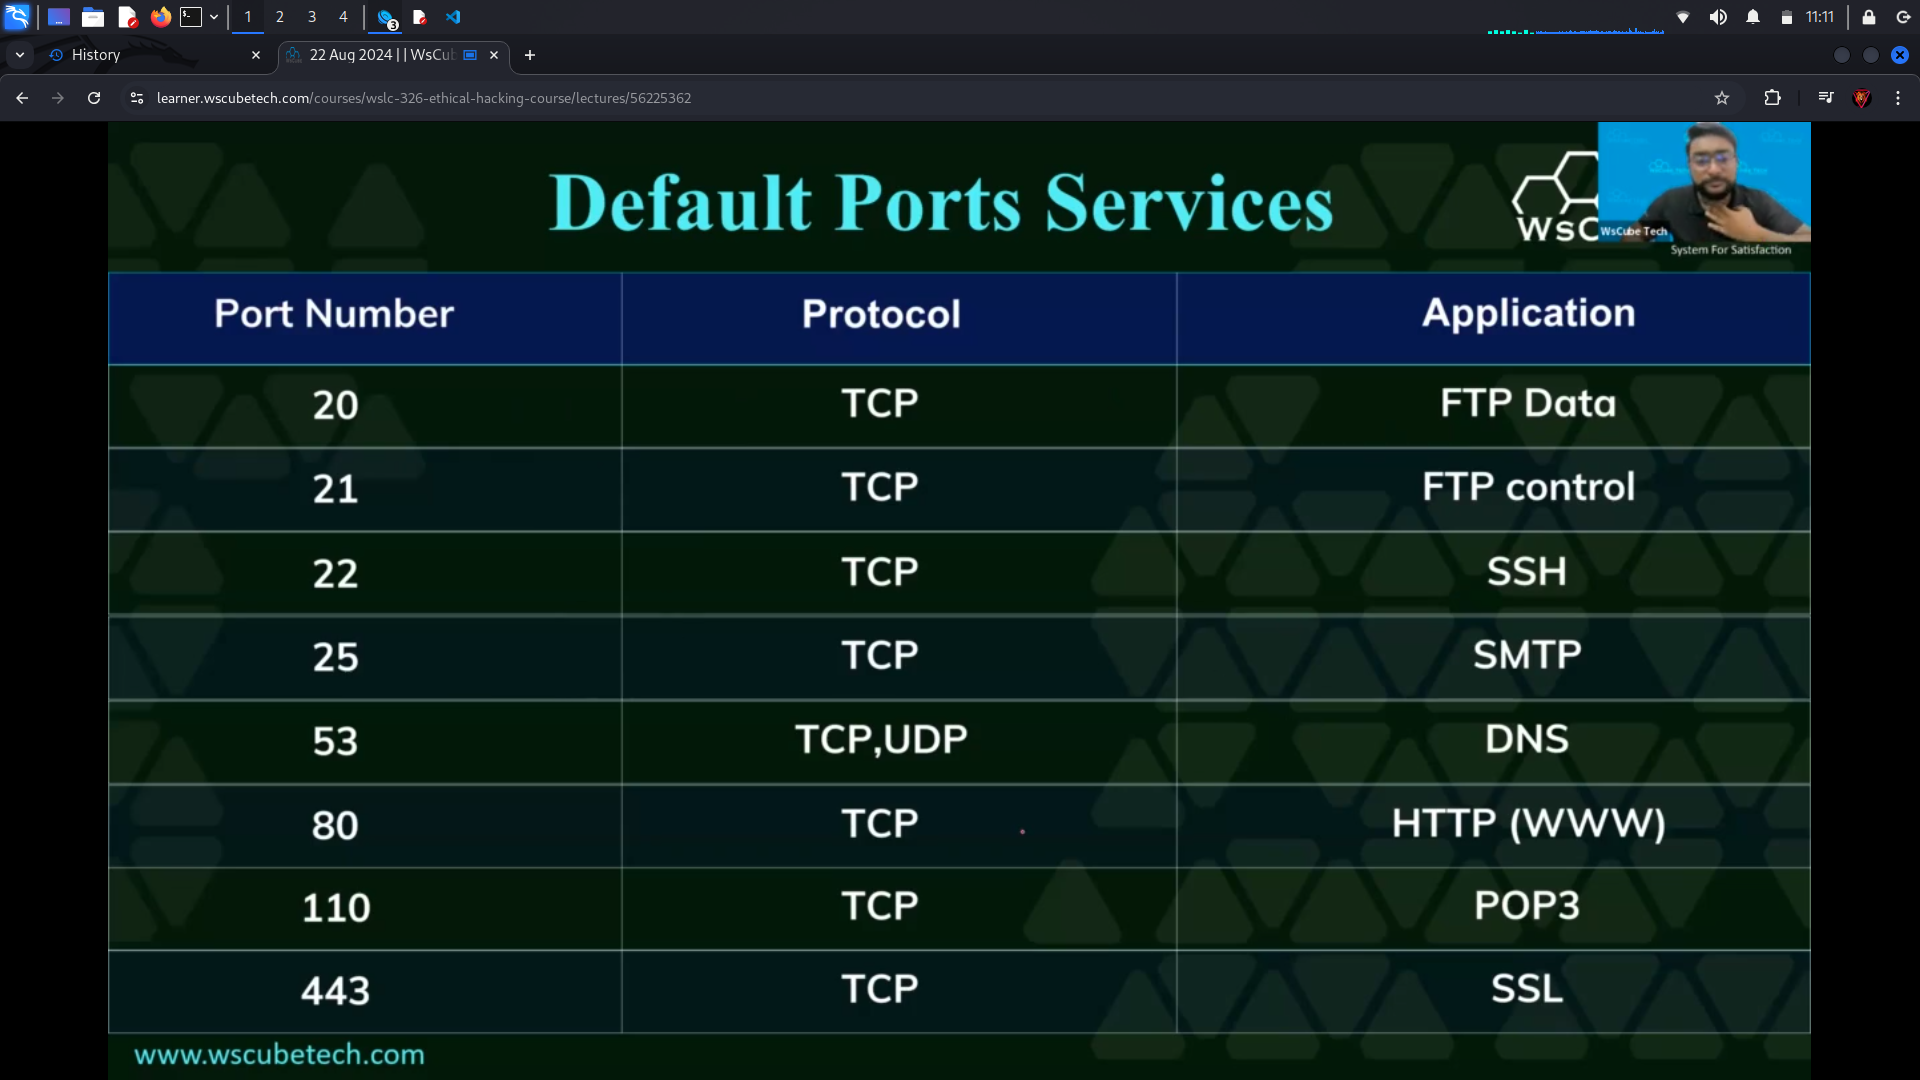 1 2 3 4 3 11:11
History 22 Aug 2024 | | WsCub
learner.wscubetech.com/courses/wslc-326-ethical-hacking-course/lectures/56225362
Default Ports Services
WsC
WsCube Tech
System For Satisfaction
Port Number Protocol Application
20 TCP FTP Data
21 TCP FTP control
22 TCP SSH
25 TCP SMTP
53 TCP,UDP DNS
80 TCP HTTP (WWW)
110 TCP POP3
443 TCP SSL
www.wscubetech.com